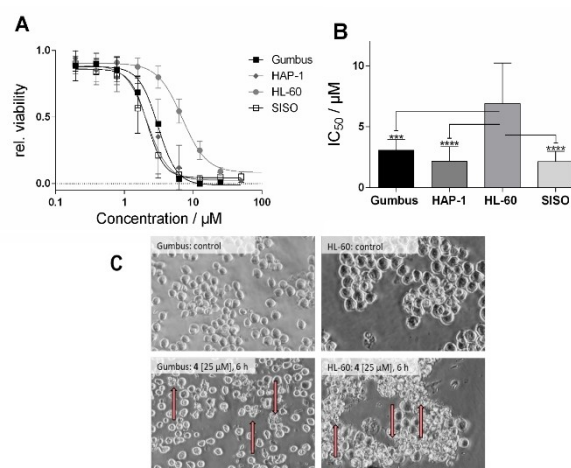 A
rel. viability
1.0
0.5
0.0
0.1
1
10
100
Concentration / µM
Gumbus
HAP-1
HL-60
SISO
B
IC50 / µM
10
5
0
***
****
****
Gumbus HAP-1 HL-60 SISO
C
Gumbus: control
HL-60: control
Gumbus: 4 [25 µM], 6 h
HL-60: 4 [25 µM], 6 h